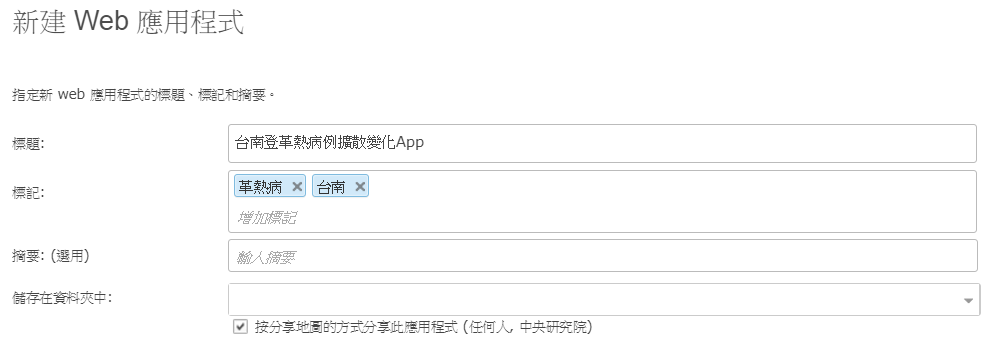 新建 Web 應用程式
指定新 web 應用程式的標題、標記和摘要。
標題:
台南登革熱病例擴散變化App
標記:
革熱病 × 台南 ×
增加標記
摘要: (選用)
輸入摘要
儲存在資料夾中:
按分享地圖的方式分享此應用程式 (任何人, 中央研究院)